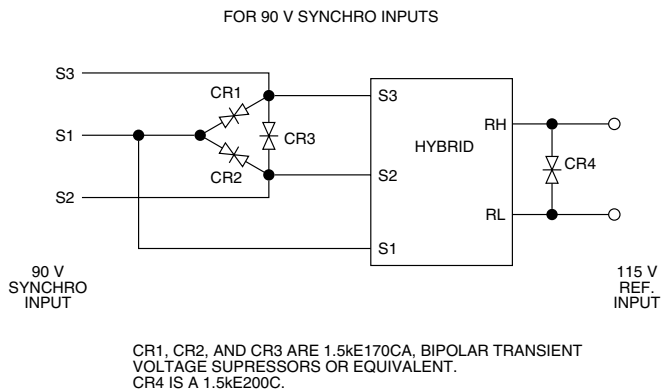 FOR 90 V SYNCHRO INPUTS
S3
CR1
S3
S1
CR3
RH
HYBRID
CR4
CR2
S2
S2
RL
S1
90 V
SYNCHRO
INPUT
115 V
REF.
INPUT
CR1, CR2, AND CR3 ARE 1.5kE170CA, BIPOLAR TRANSIENT
VOLTAGE SUPRESSORS OR EQUIVALENT.
CR4 IS A 1.5kE200C.